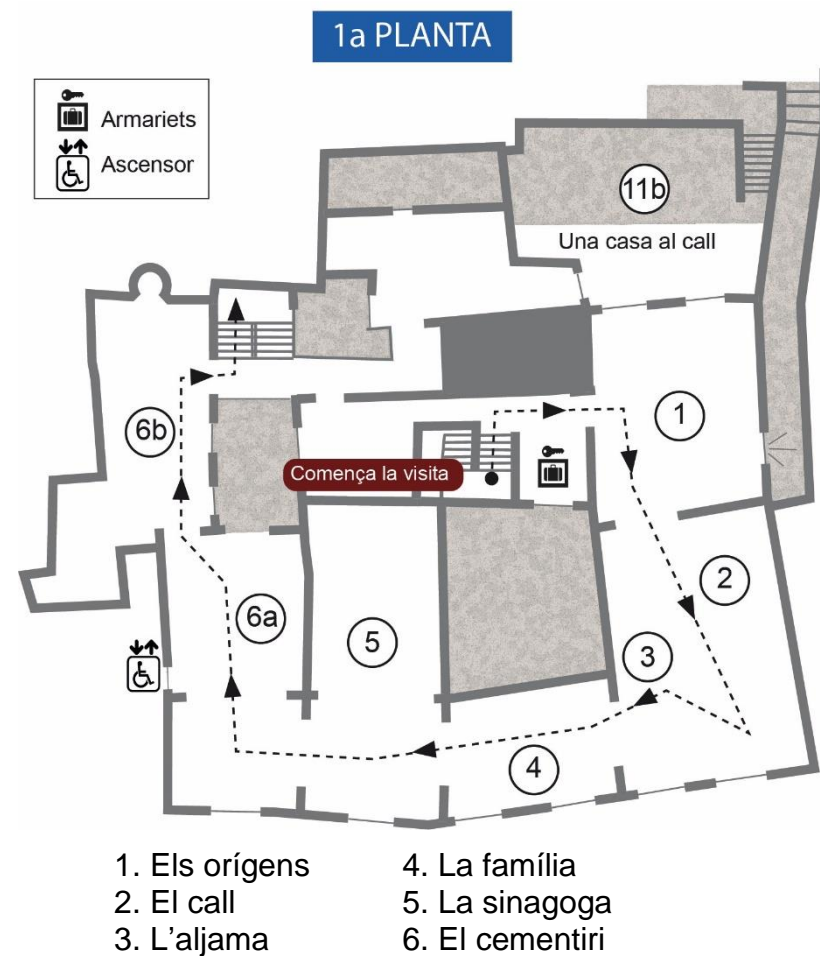 1a PLANTA
Armariets
Ascensor
11b
Una casa al call
1
6b
Comença la visita
2
6a
5
3
4
1. Els orígens
2. El call
3. L'aljama
4. La família
5. La sinagoga
6. El cementiri